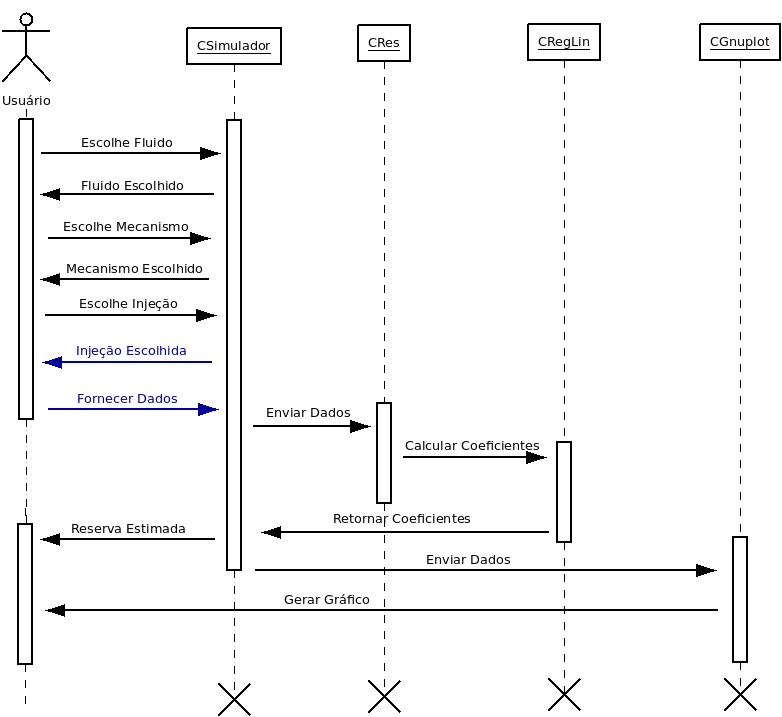 CSimulador
CRes
CRegLin
CGnuplot
Usuário
Escolhe Fluido
Fluido Escolhido
Escolhe Mecanismo
Mecanismo Escolhido
Escolhe Injeção
Injeção Escolhida
Fornecer Dados
Enviar Dados
Calcular Coeficientes
Retornar Coeficientes
Reserva Estimada
Enviar Dados
Gerar Gráfico